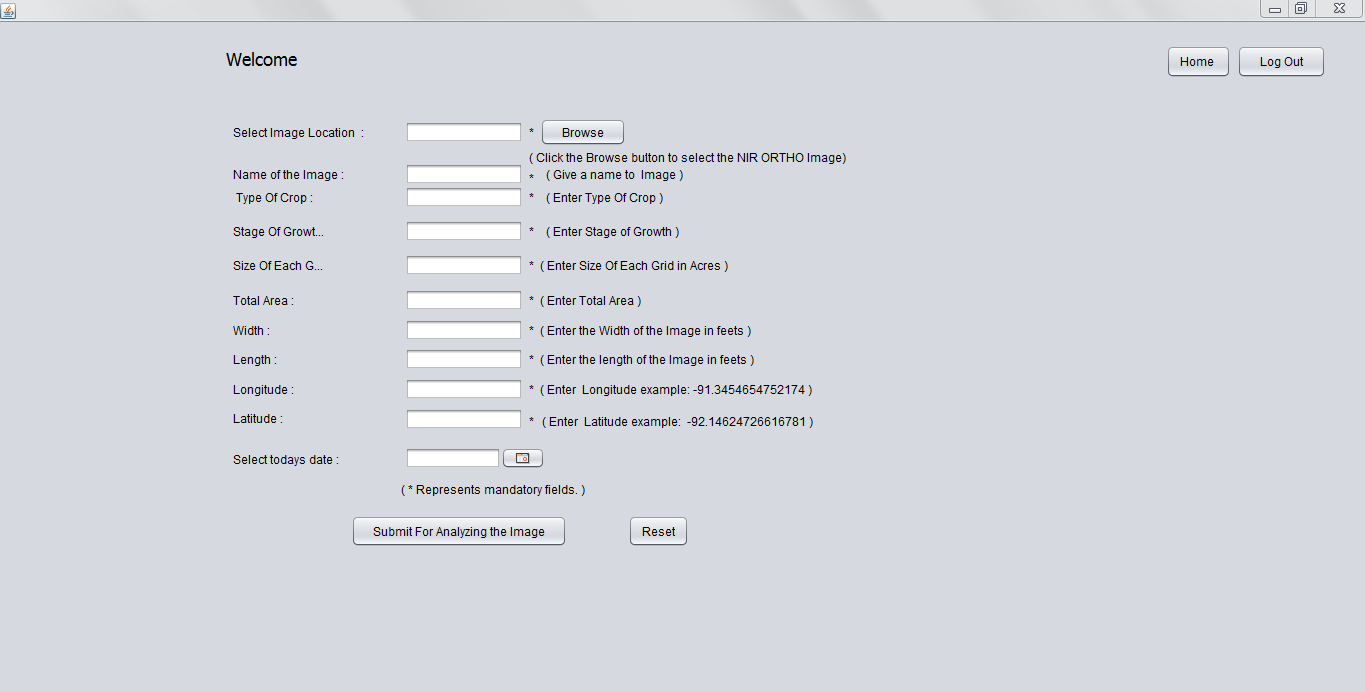 Welcome
Home
Log Out
Select Image Location :
* Browse
( Click the Browse button to select the NIR ORTHO Image)
Name of the Image : * ( Give a name to Image )
Type Of Crop : * ( Enter Type Of Crop )
Stage Of Growt... * ( Enter Stage of Growth )
Size Of Each G... * ( Enter Size Of Each Grid in Acres )
Total Area : * ( Enter Total Area )
Width : * ( Enter the Width of the Image in feets )
Length : * ( Enter the length of the Image in feets )
Longitude : * ( Enter Longitude example: -91.3454654752174 )
Latitude : * ( Enter Latitude example: -92.14624726616781 )
Select todays date :
( * Represents mandatory fields. )
Submit For Analyzing the Image
Reset